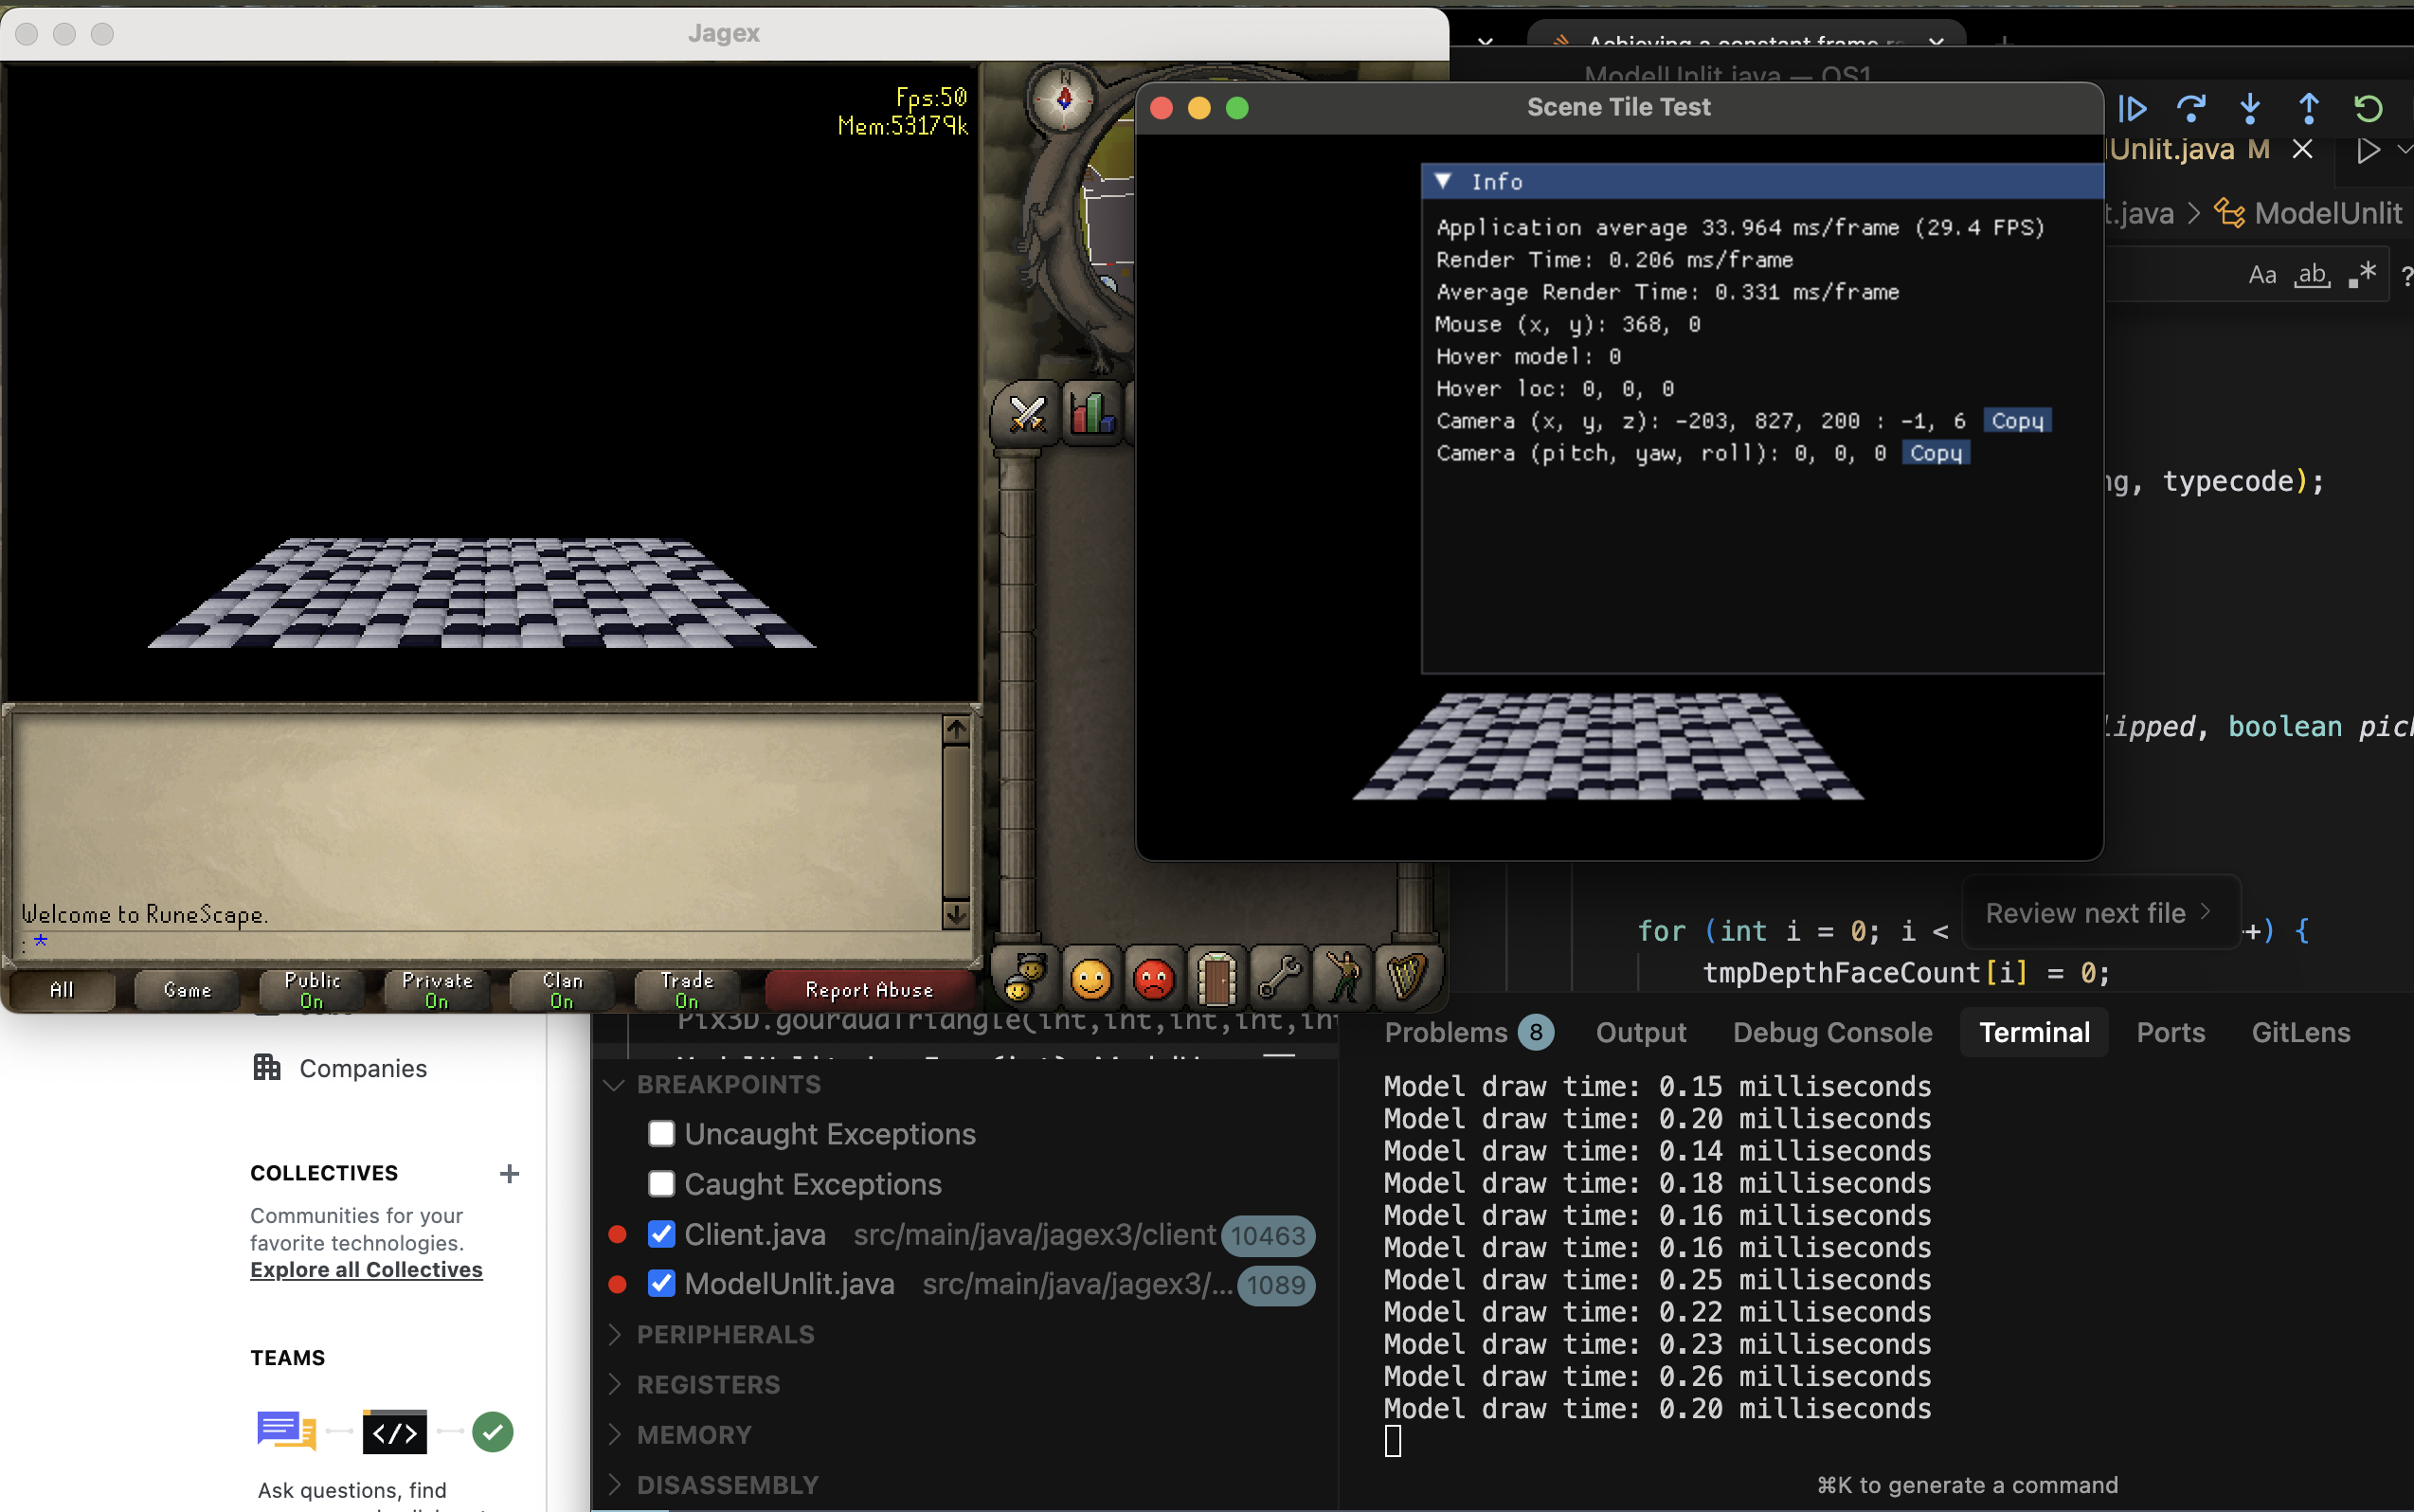 Jagex
Fps:50
Mem:53179k
N
Welcome to RuneScape.
: *
All
Game
Public
On
Private
On
Clan
On
Trade
On
Report Abuse
Achieving a constant frame
ModelUnlit.java — OS1
Scene Tile Test
Info
Application average 33.964 ms/frame (29.4 FPS)
Render Time: 0.206 ms/frame
Average Render Time: 0.331 ms/frame
Mouse (x, y): 368, 0
Hover model: 0
Hover loc: 0, 0, 0
Camera (x, y, z): -203, 827, 200 : -1, 6 Copy
Camera (pitch, yaw, roll): 0, 0, 0 Copy
Unlit.java M
t.java > ModelUnlit
Aa ab .* ?
ng, typecode);
lipped, boolean pick
for (int i = 0; i < +) {
Review next file >
tmpDepthFaceCount[i] = 0;
Companies
COLLECTIVES +
Communities for your
favorite technologies.
Explore all Collectives
TEAMS
</>
Ask questions, find
Pix3D.gouraudTriangle(int,int,int,int,in
BREAKPOINTS
Uncaught Exceptions
Caught Exceptions
Client.java src/main/java/jagex3/client 10463
ModelUnlit.java src/main/java/jagex3/... 1089
PERIPHERALS
REGISTERS
MEMORY
DISASSEMBLY
Problems 8 Output Debug Console Terminal Ports GitLens
Model draw time: 0.15 milliseconds
Model draw time: 0.20 milliseconds
Model draw time: 0.14 milliseconds
Model draw time: 0.18 milliseconds
Model draw time: 0.16 milliseconds
Model draw time: 0.16 milliseconds
Model draw time: 0.25 milliseconds
Model draw time: 0.22 milliseconds
Model draw time: 0.23 milliseconds
Model draw time: 0.26 milliseconds
Model draw time: 0.20 milliseconds
⌘K to generate a command